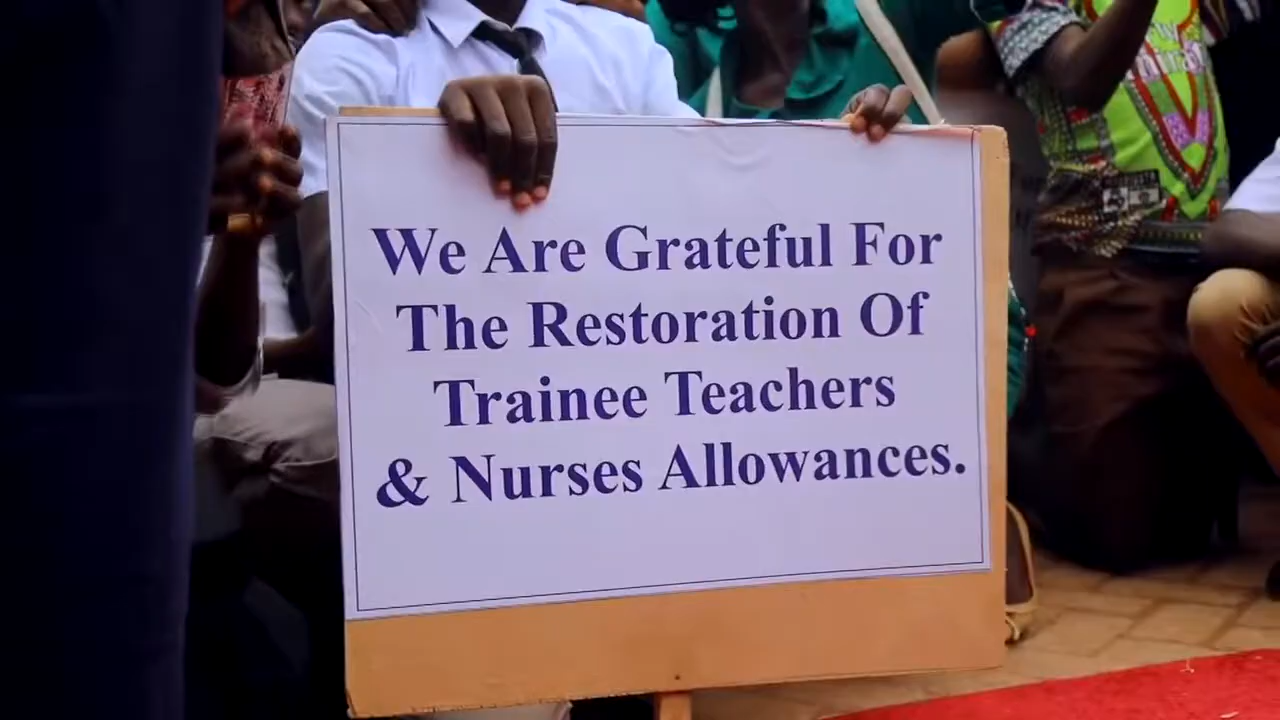 We Are Grateful For
The Restoration Of
Trainee Teachers
& Nurses Allowances.